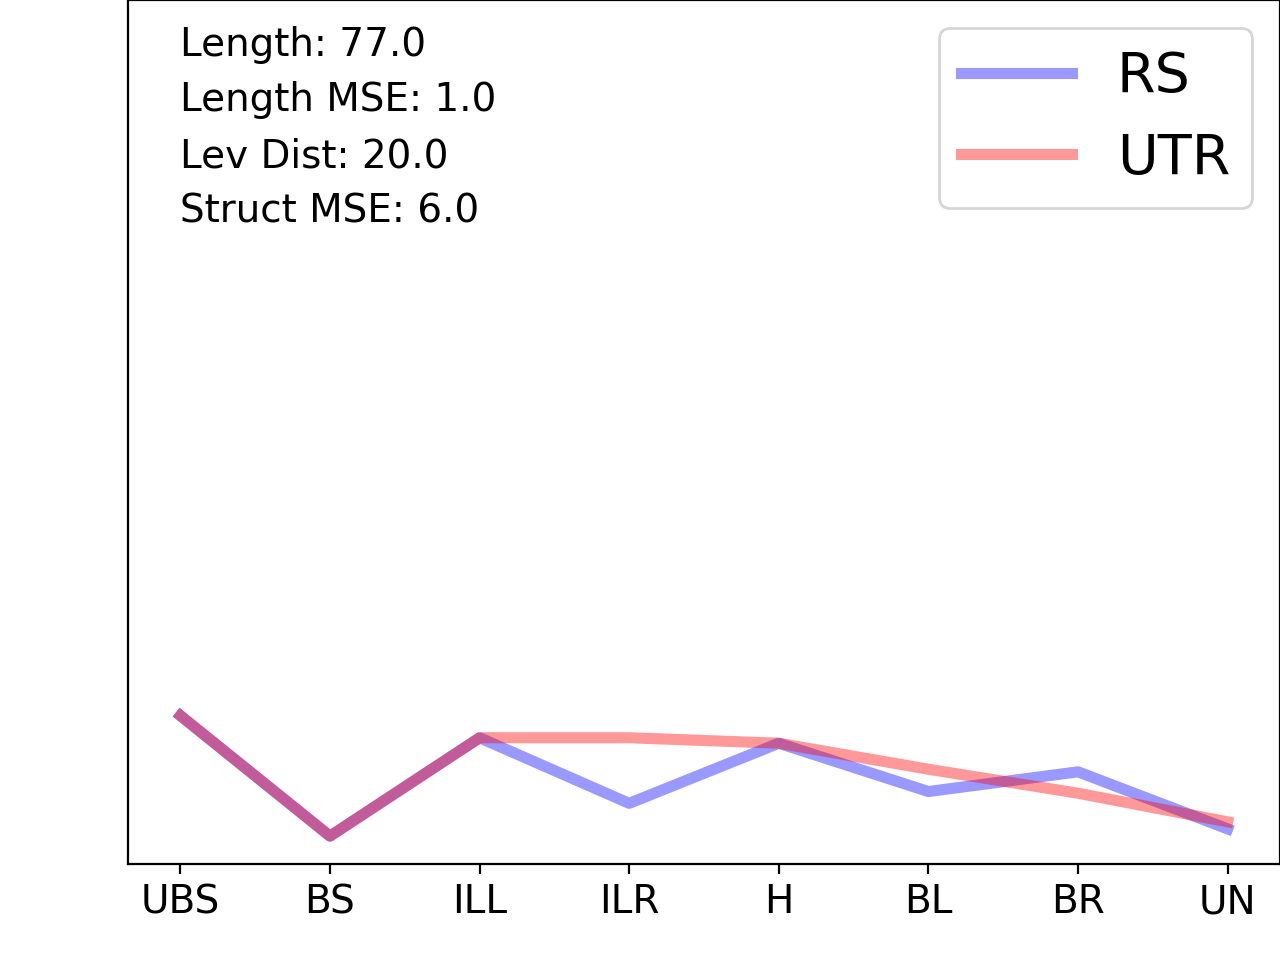 Length: 77.0
Length MSE: 1.0
Lev Dist: 20.0
Struct MSE: 6.0
RS
UTR
UBS BS ILL ILR H BL BR UN